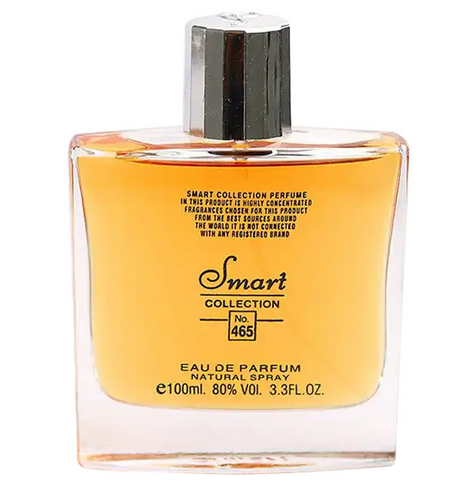 SMART COLLECTION PERFUME
IN THIS PRODUCT IS HIGHLY CONCENTRATED
FRAGRANCES CHOSEN FOR THIS PRODUCT
FROM THE BEST SOURCES AROUND
THE WORLD IT IS NOT CONNECTED
WITH ANY REGISTERED BRAND
Smart
COLLECTION
No.
465
EAU DE PARFUM
NATURAL SPRAY
e100ml. 80% VOl. 3.3FL.OZ.